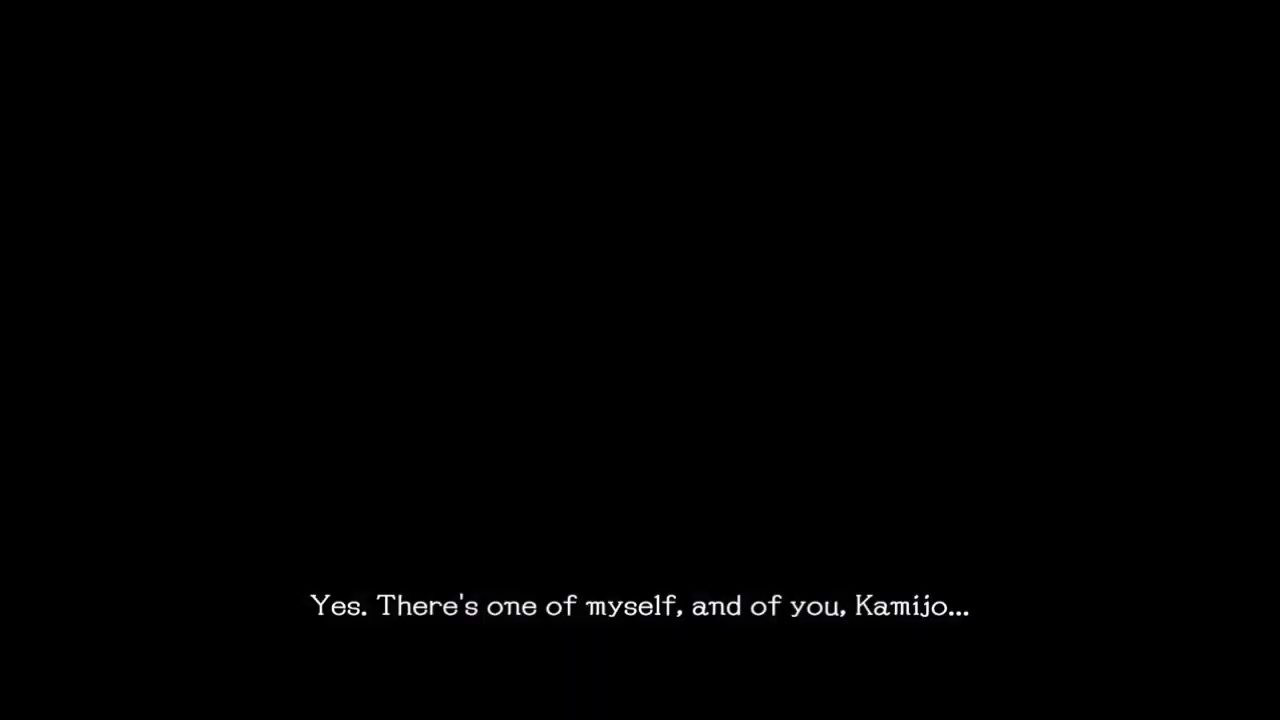 Yes. There's one of myself, and of you, Kamijo...